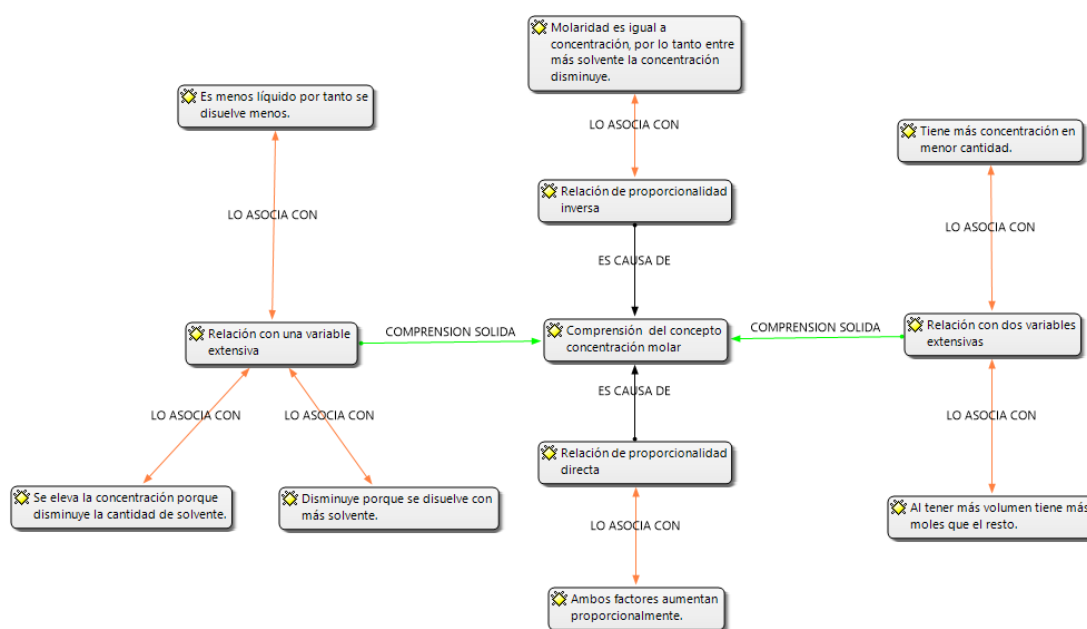 Molaridad es igual a
concentración, por lo tanto entre
más solvente la concentración
disminuye.
Es menos líquido por tanto se
disuelve menos.
LO ASOCIA CON
Tiene más concentración en
menor cantidad.
Relación de proporcionalidad
inversa
LO ASOCIA CON
LO ASOCIA CON
ES CAUSA DE
Relación con una variable
extensiva
COMPRENSION SOLIDA
Comprensión del concepto
concentración molar
COMPRENSION SOLIDA
Relación con dos variables
extensivas
ES CAUSA DE
LO ASOCIA CON
LO ASOCIA CON
LO ASOCIA CON
Relación de proporcionalidad
directa
Se eleva la concentración porque
disminuye la cantidad de solvente.
Disminuye porque se disuelve con
más solvente.
Al tener más volumen tiene más
moles que el resto.
LO ASOCIA CON
Ambos factores aumentan
proporcionalmente.